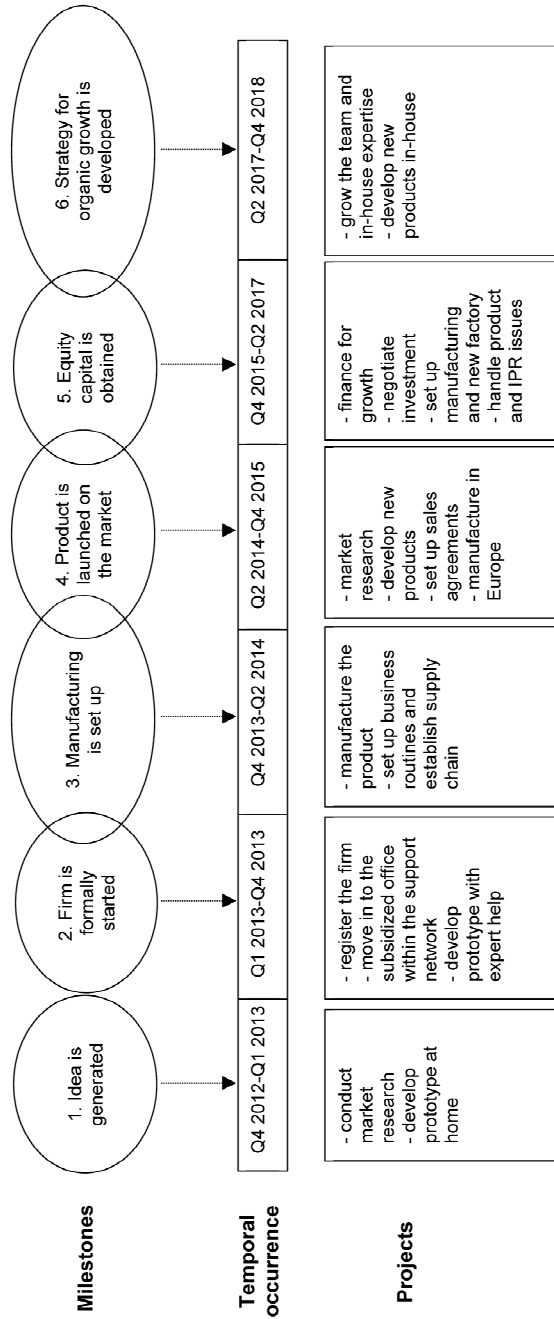 Milestones
1. Idea is
generated
2. Firm is
formally
started
3. Manufacturing
is set up
4. Product is
launched on
the market
5. Equity
capital is
obtained
6. Strategy for
organic growth is
developed
Temporal
occurrence
Q4 2012-Q1 2013
Q1 2013-Q4 2013
Q4 2013-Q2 2014
Q2 2014-Q4 2015
Q4 2015-Q2 2017
Q2 2017-Q4 2018
Projects
- conduct
market
research
- develop
prototype at
home
- register the firm
- move in to the
subsidized office
within the support
network
- develop
prototype with
expert help
- manufacture the
product
- set up business
routines and
establish supply
chain
- market
research
- develop new
products
- set up sales
agreements
- manufacture in
Europe
- finance for
growth
- negotiate
investment
- set up
manufacturing
and new factory
- handle product
and IPR issues
- grow the team and
in-house expertise
- develop new
products in-house